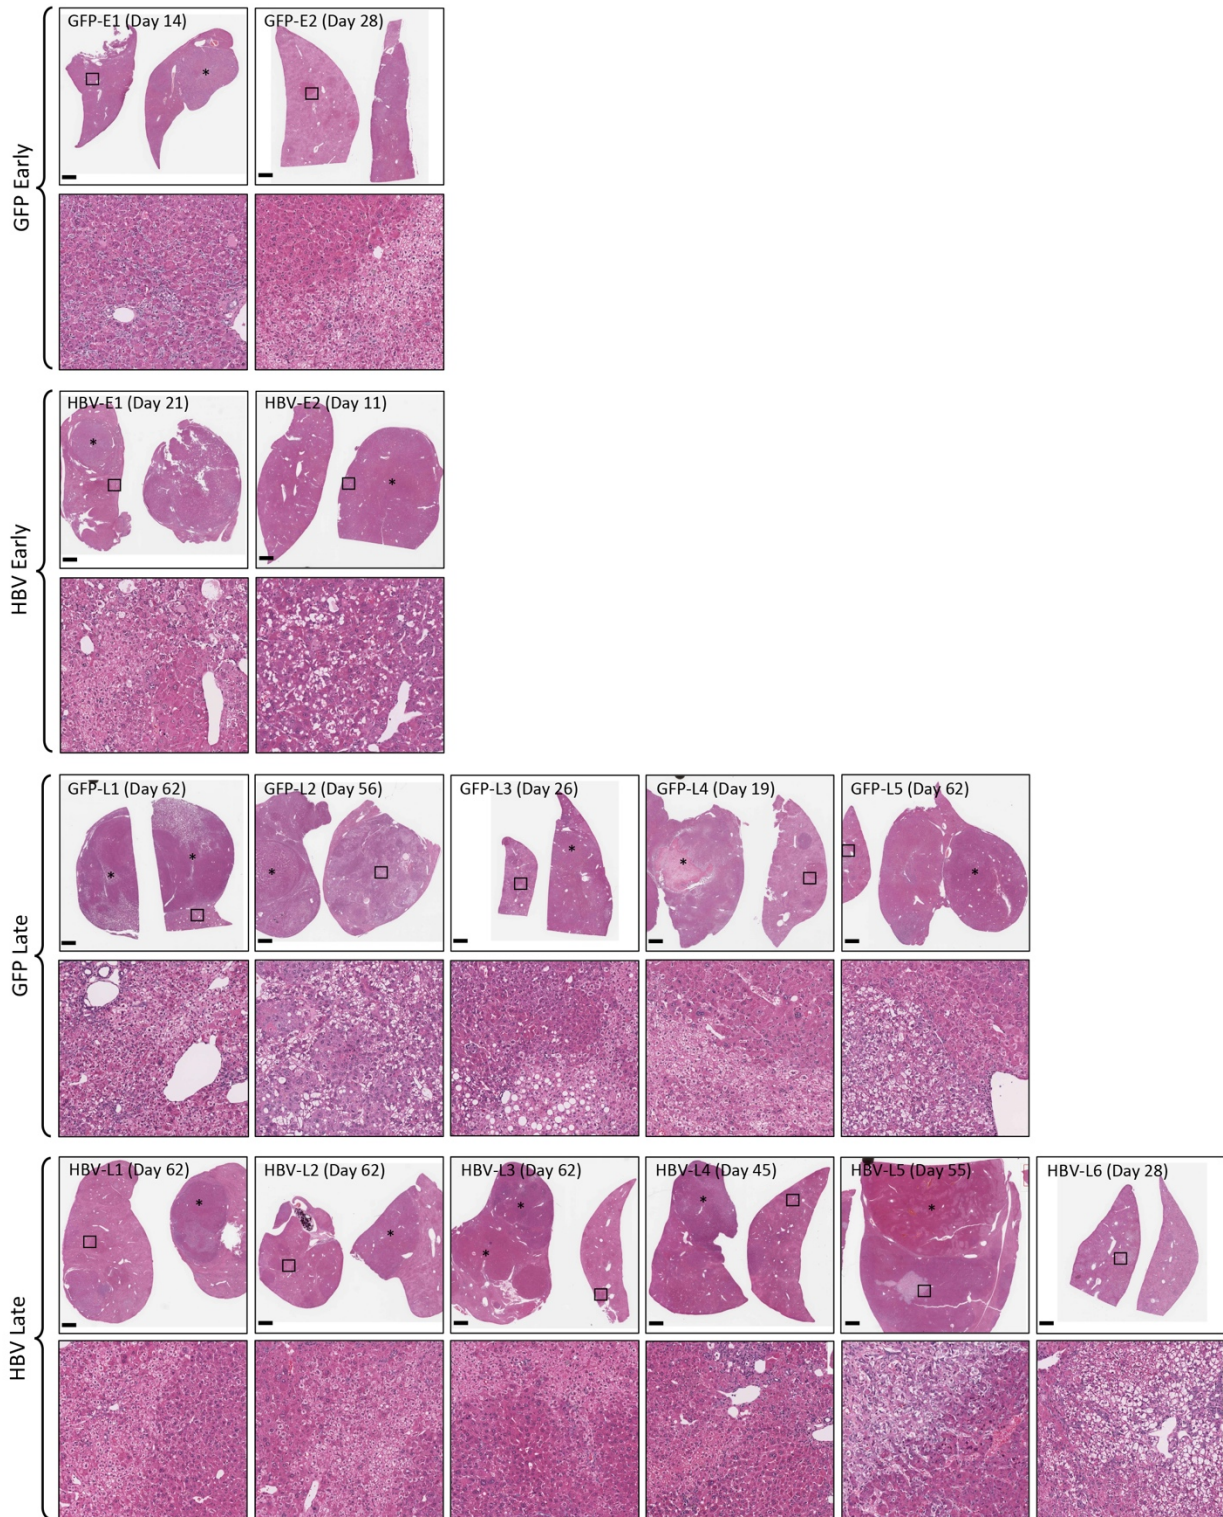 GFP Early
GFP-E1 (Day 14)
GFP-E2 (Day 28)
*
HBV Early
HBV-E1 (Day 21)
HBV-E2 (Day 11)
*
*
GFP Late
GFP-L1 (Day 62)
GFP-L2 (Day 56)
GFP-L3 (Day 26)
GFP-L4 (Day 19)
GFP-L5 (Day 62)
*
*
*
*
*
*
HBV Late
HBV-L1 (Day 62)
HBV-L2 (Day 62)
HBV-L3 (Day 62)
HBV-L4 (Day 45)
HBV-L5 (Day 55)
HBV-L6 (Day 28)
*
*
*
*
*
*